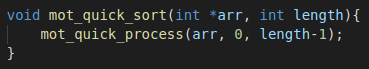 void mot_quick_sort(int *arr, int length){
    mot_quick_process(arr, 0, length-1);
}